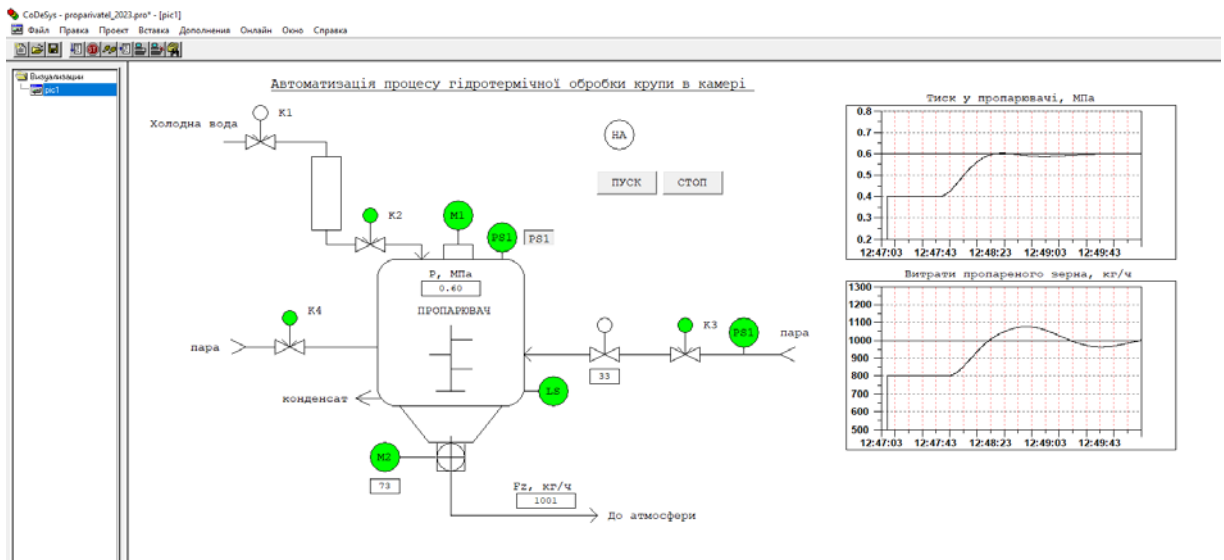 CoDeSys - proparivatel_2023.pro* - [pic1]
Файл Правка Проект Вставка Дополнения Онлайн Окно Справка
Визуализации
pic1
Автоматизація процесу гідротермічної обробки крупи в камері
K1
Холодна вода
HA
ПУСК СТОП
K2
M1
PS1 PS1
P, МПа
0.60
ПРОПАРЮВАЧ
K4
пара
K3
PS1
пара
33
конденсат
LS
M2
73
Fz, кг/ч
1001
До атмосфери
Тиск у пропарювачі, МПа
0.8
0.7
0.6
0.5
0.4
0.3
0.2
12:47:03 12:47:43 12:48:23 12:49:03 12:49:43
Витрати пропареного зерна, кг/ч
1300
1200
1100
1000
900
800
700
600
500
12:47:03 12:47:43 12:48:23 12:49:03 12:49:43